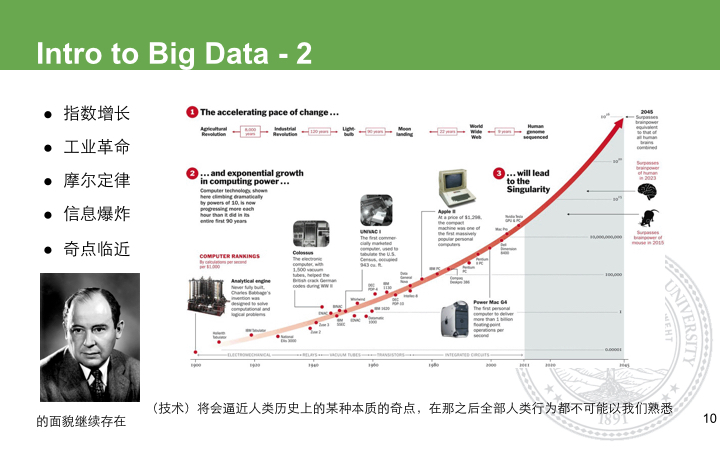 Intro to Big Data - 2
● 指数增长
● 工业革命
● 摩尔定律
● 信息爆炸
● 奇点临近
1 The accelerating pace of change ...
Agricultural
Revolution
8,000
years
Industrial
Revolution
120 years
Light-
bulb
90 years
Moon
landing
22 years
World
Wide
Web
9 years
Human
genome
sequenced
2 ... and exponential growth
in computing power ...
Computer technology, shown
here climbing dramatically
by powers of 10, is now
progressing more each
hour than it did in its
entire first 90 years
3 ... will lead
to the
Singularity
2045
Surpasses
brainpower
equivalent
to that of
all human
brains
combined
Surpasses
brainpower
of human
in 2023
Surpasses
brainpower of
mouse in 2015
COMPUTER RANKINGS
By calculations per second
per $1,000
Analytical engine
Never fully built,
Charles Babbage's
invention was
designed to solve
computational and
logical problems
Colossus
The electronic
computer, with
1,500 vacuum
tubes, helped the
British crack German
codes during WW II
UNIVAC I
The first commer-
cially marketed
computer, used to
tabulate the U.S.
Census, occupied
943 cu. ft.
Apple II
At a price of $1,298,
the compact
machine was one of
the first massively
popular personal
computers
Power Mac G4
The first personal
computer to deliver
more than 1 billion
floating-point
operations per
second
10,000,000,000
100,000
1
0.00001
ELECTROMECHANICAL
RELAYS
VACUUM TUBES
TRANSISTORS
INTEGRATED CIRCUITS
1900
1920
1940
1960
1980
2000
2011
2020
2045
1891
（技术）将会逼近人类历史上的某种本质的奇点，在那之后全部人类行为都不可能以我们熟悉
的面貌继续存在
10